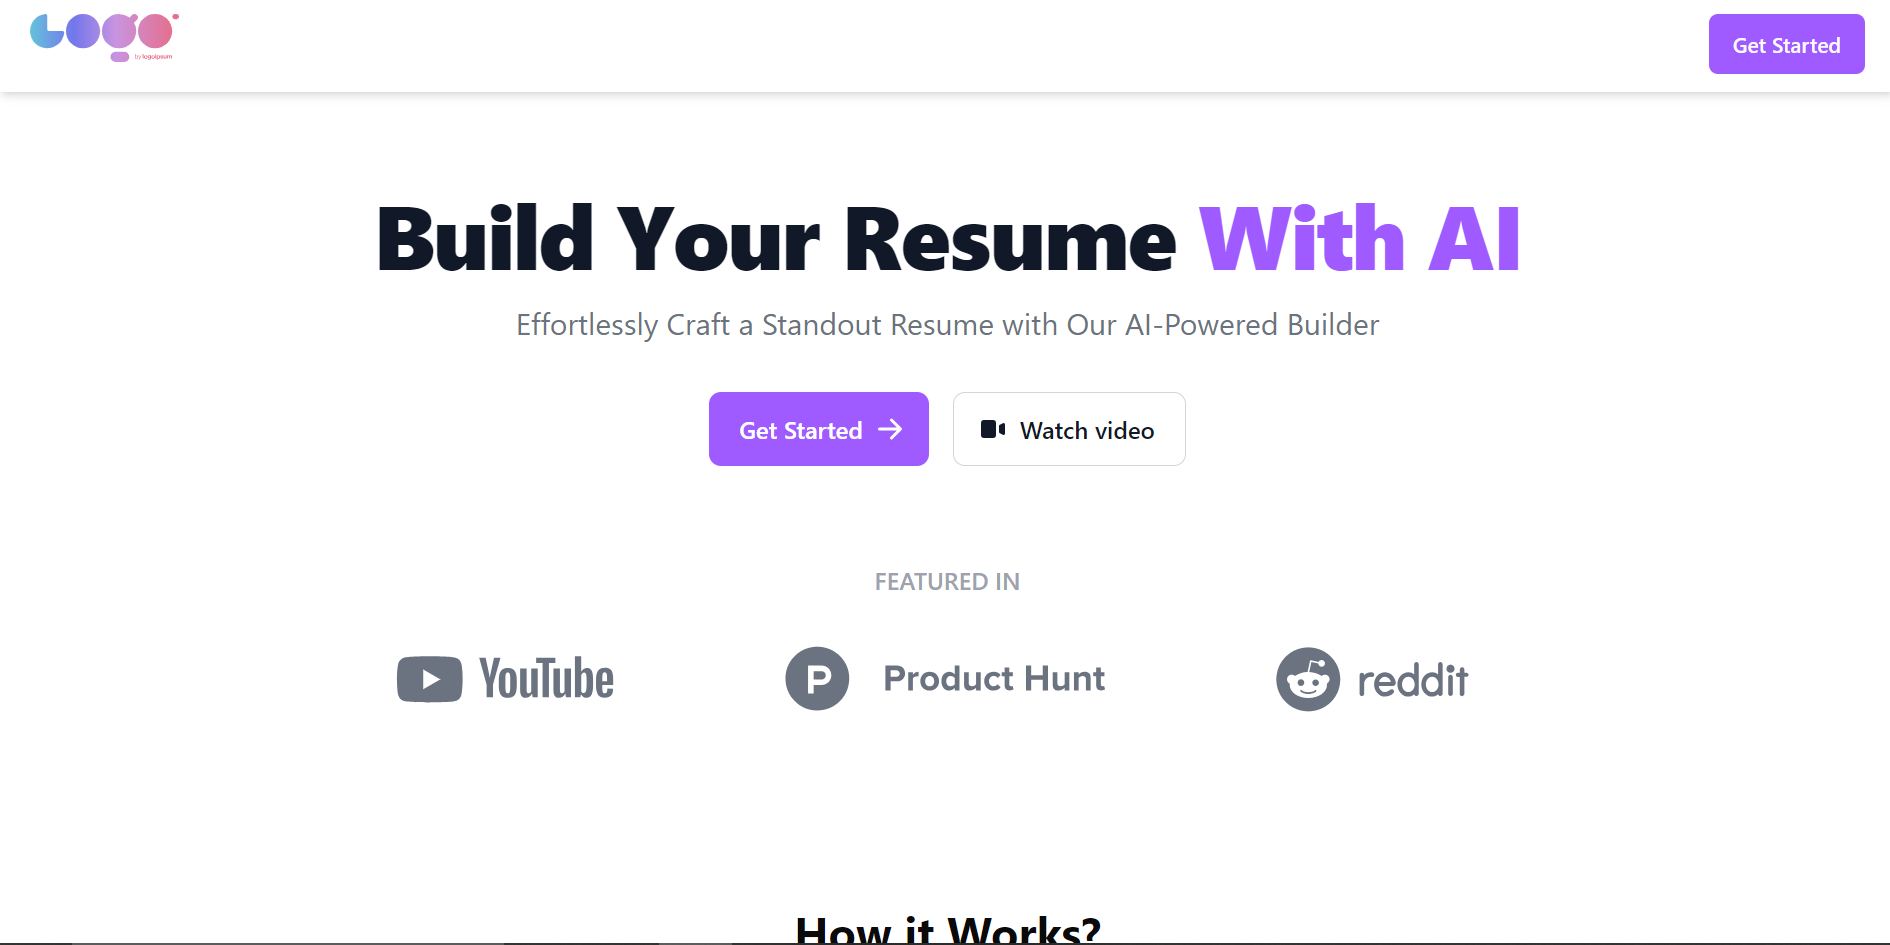 Logo
by logoipsum
Get Started
Build Your Resume With AI
Effortlessly Craft a Standout Resume with Our AI-Powered Builder
Get Started
Watch video
FEATURED IN
YouTube
P Product Hunt
reddit
How it Works?